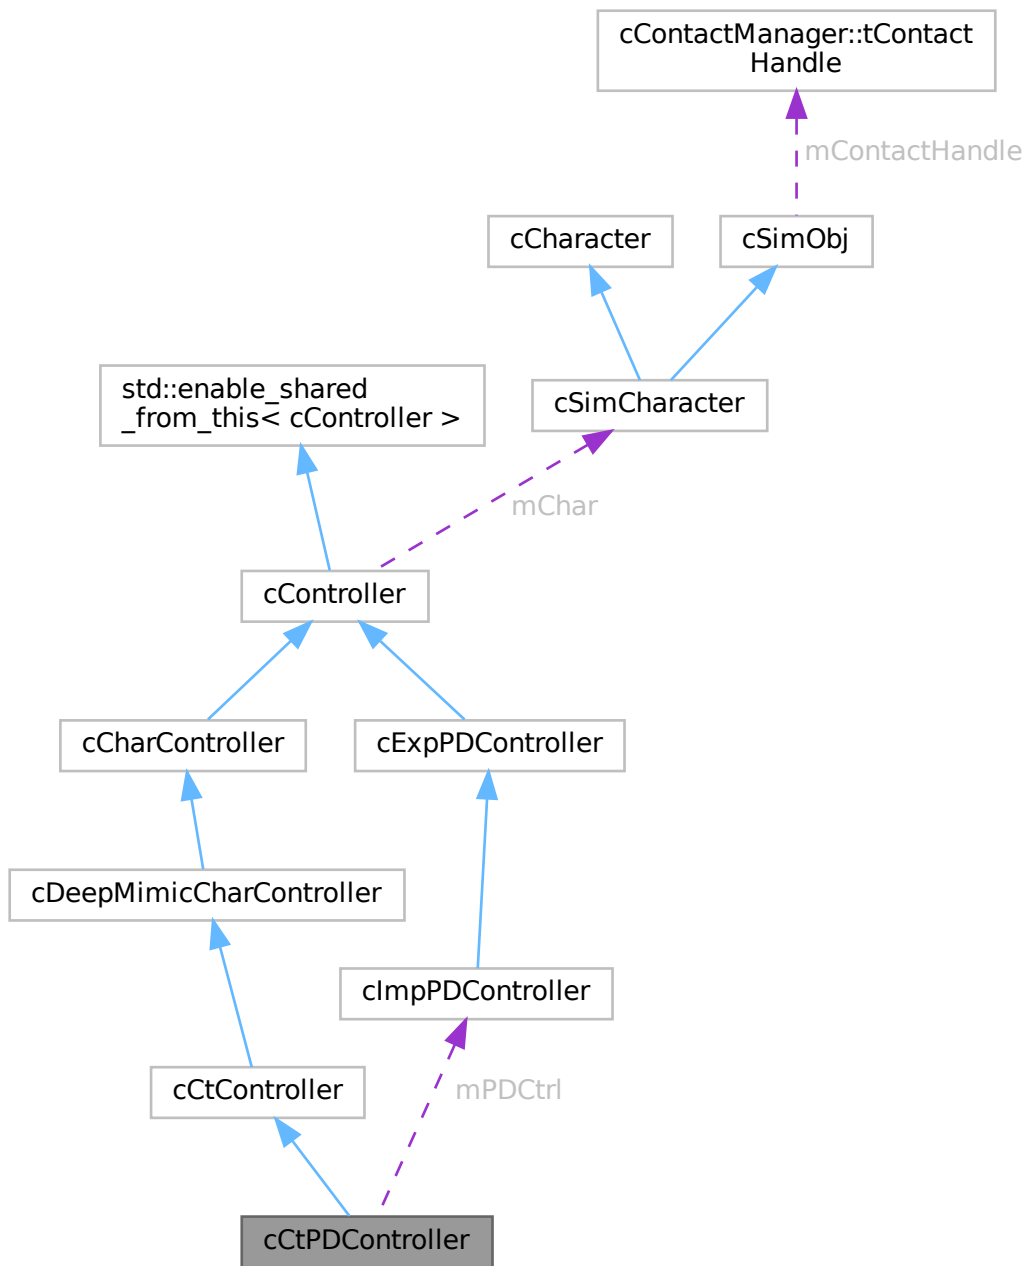 cContactManager::tContact
Handle
mContactHandle
cCharacter
cSimObj
std::enable_shared
_from_this< cController >
cSimCharacter
mChar
cController
cCharController
cExpPDController
cDeepMimicCharController
cImpPDController
cCtController
mPDCtrl
cCtPDController